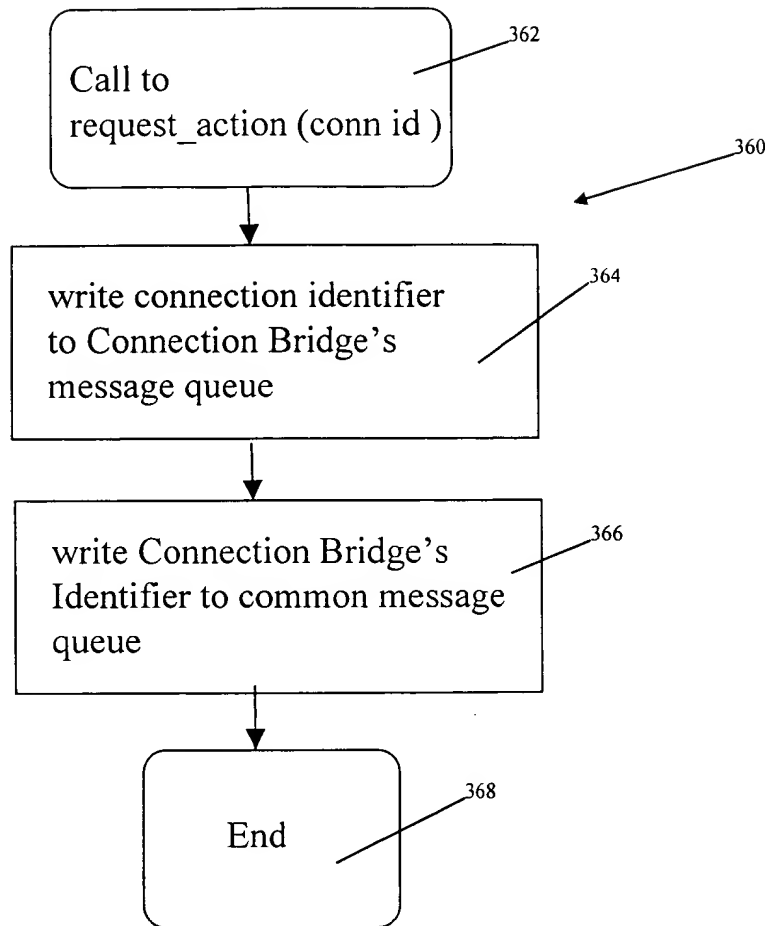 362
Call to
request_action (conn id )
360
write connection identifier
to Connection Bridge's
message queue
364
write Connection Bridge's
Identifier to common message
queue
366
End
368